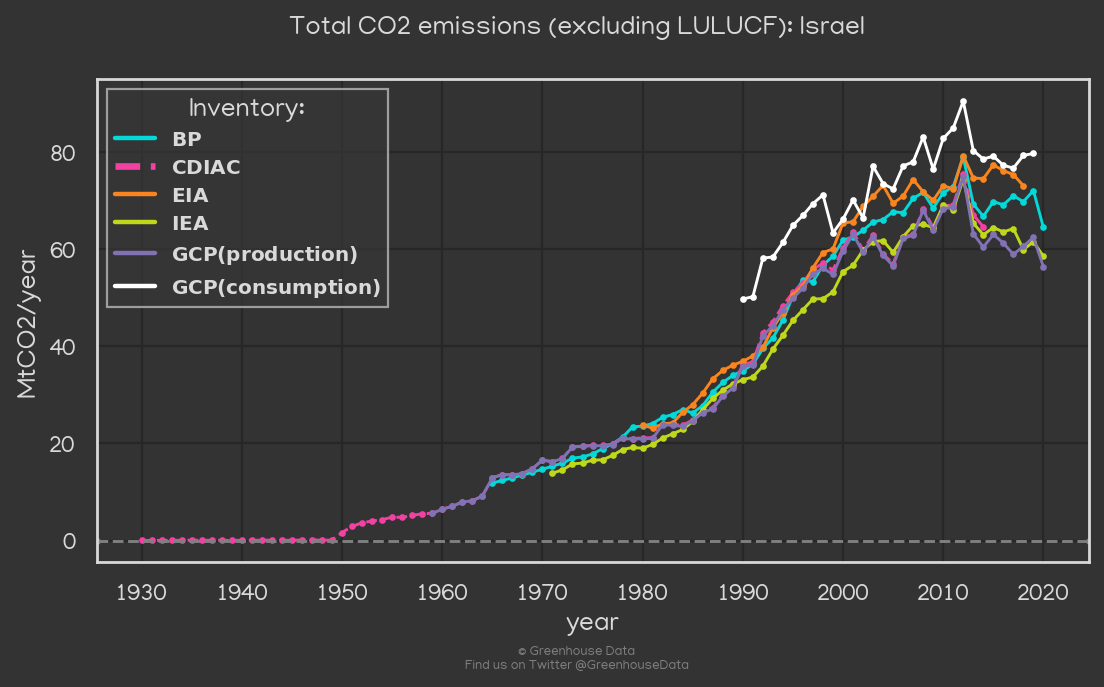 Total CO2 emissions (excluding LULUCF): Israel
Inventory:
BP
CDIAC
EIA
IEA
GCP(production)
GCP(consumption)
MtCO2/year
80
60
40
20
0
1930 1940 1950 1960 1970 1980 1990 2000 2010 2020
year
© Greenhouse Data
Find us on Twitter @GreenhouseData